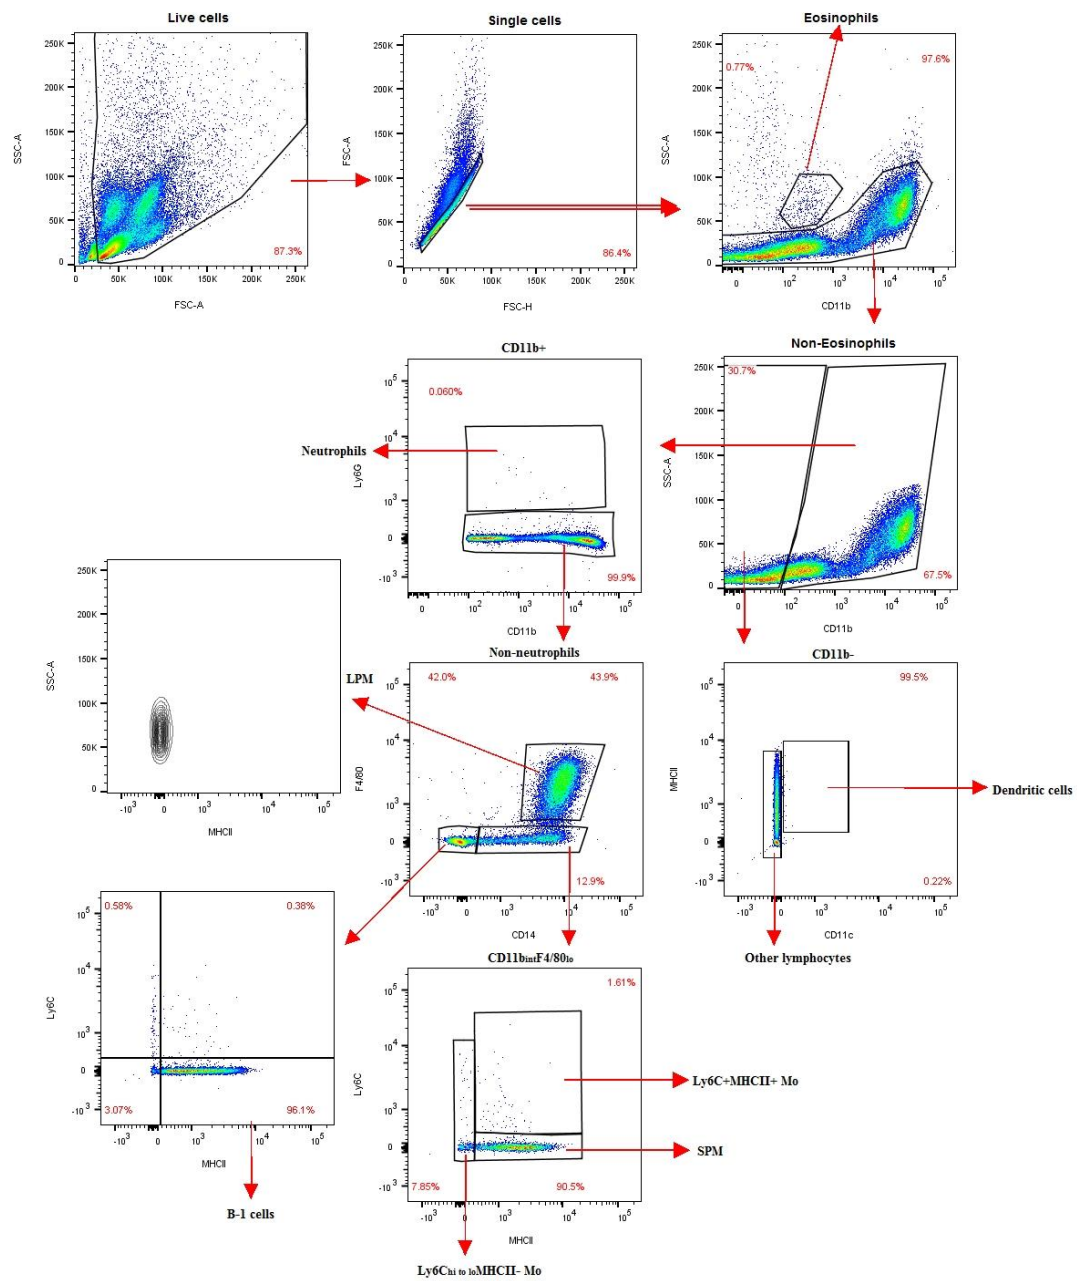 Live cells
Single cells
Eosinophils
250K
200K
150K
100K
50K
0
SSC-A
87.3%
0 50K 100K 150K 200K 250K
FSC-A
250K
200K
150K
100K
50K
0
FSC-A
86.4%
0 50K 100K 150K 200K 250K
FSC-H
250K
200K
150K
100K
50K
0
SSC-A
0.77%
97.6%
0 10² 10³ 10⁴ 10⁵
CD11b
CD11b+
Non-Eosinophils
10⁵
10⁴
10³
0
-10³
Ly6G
0.060%
99.9%
Neutrophils
0 10² 10³ 10⁴ 10⁵
CD11b
250K
200K
150K
100K
50K
0
SSC-A
30.7%
67.5%
0 10² 10³ 10⁴ 10⁵
CD11b
250K
200K
150K
100K
50K
0
SSC-A
-10³ 0 10³ 10⁴ 10⁵
MHCII
LPM
Non-neutrophils
CD11b-
10⁵
10⁴
10³
0
-10³
F4/80
42.0%
43.9%
12.9%
-10³ 0 10³ 10⁴ 10⁵
CD14
10⁵
10⁴
10³
0
-10³
MHCII
99.5%
0.22%
Dendritic cells
-10³ 0 10³ 10⁴ 10⁵
CD11c
Other lymphocytes
10⁵
10⁴
10³
0
-10³
Ly6C
0.58%
0.38%
3.07%
96.1%
-10³ 0 10³ 10⁴ 10⁵
MHCII
B-1 cells
CD11bintF4/80lo
10⁵
10⁴
10³
0
-10³
Ly6C
1.61%
Ly6C+MHCII+ Mo
SPM
7.85%
90.5%
-10³ 0 10³ 10⁴ 10⁵
MHCII
Ly6Chi to loMHCII- Mo